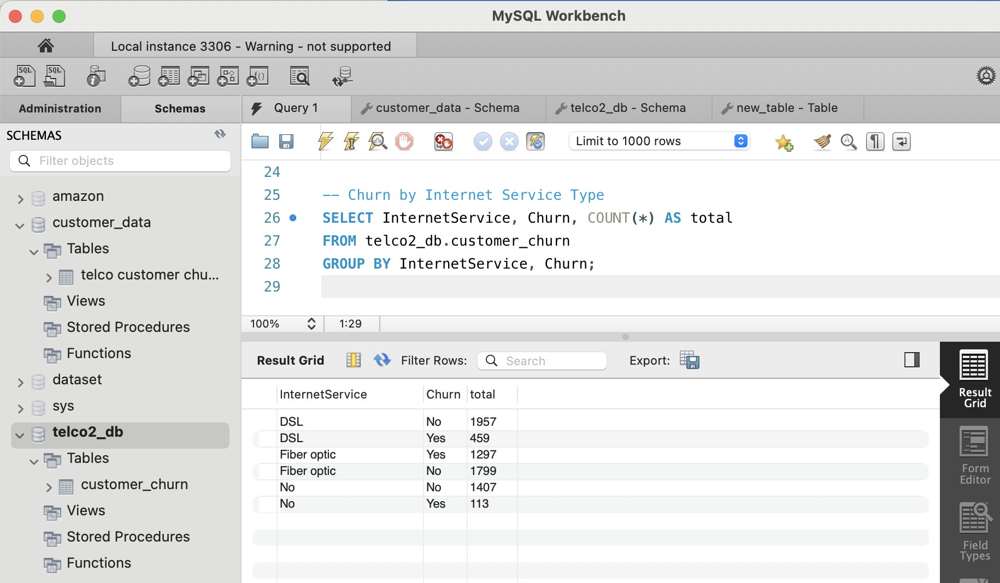 MySQL Workbench
Local instance 3306 - Warning - not supported
SQL SQL i f()
Administration Schemas
Query 1 customer_data - Schema telco2_db - Schema new_table - Table
SCHEMAS
Filter objects
Limit to 1000 rows
amazon
customer_data
Tables
telco customer chu...
Views
Stored Procedures
Functions
dataset
sys
telco2_db
Tables
customer_churn
Views
Stored Procedures
Functions
24
25 -- Churn by Internet Service Type
26 SELECT InternetService, Churn, COUNT(*) AS total
27 FROM telco2_db.customer_churn
28 GROUP BY InternetService, Churn;
29
100% 1:29
Result Grid Filter Rows: Search Export:
InternetService Churn total
DSL No 1957
DSL Yes 459
Fiber optic Yes 1297
Fiber optic No 1799
No No 1407
No Yes 113
Result
Grid
Form
Editor
Field
Types